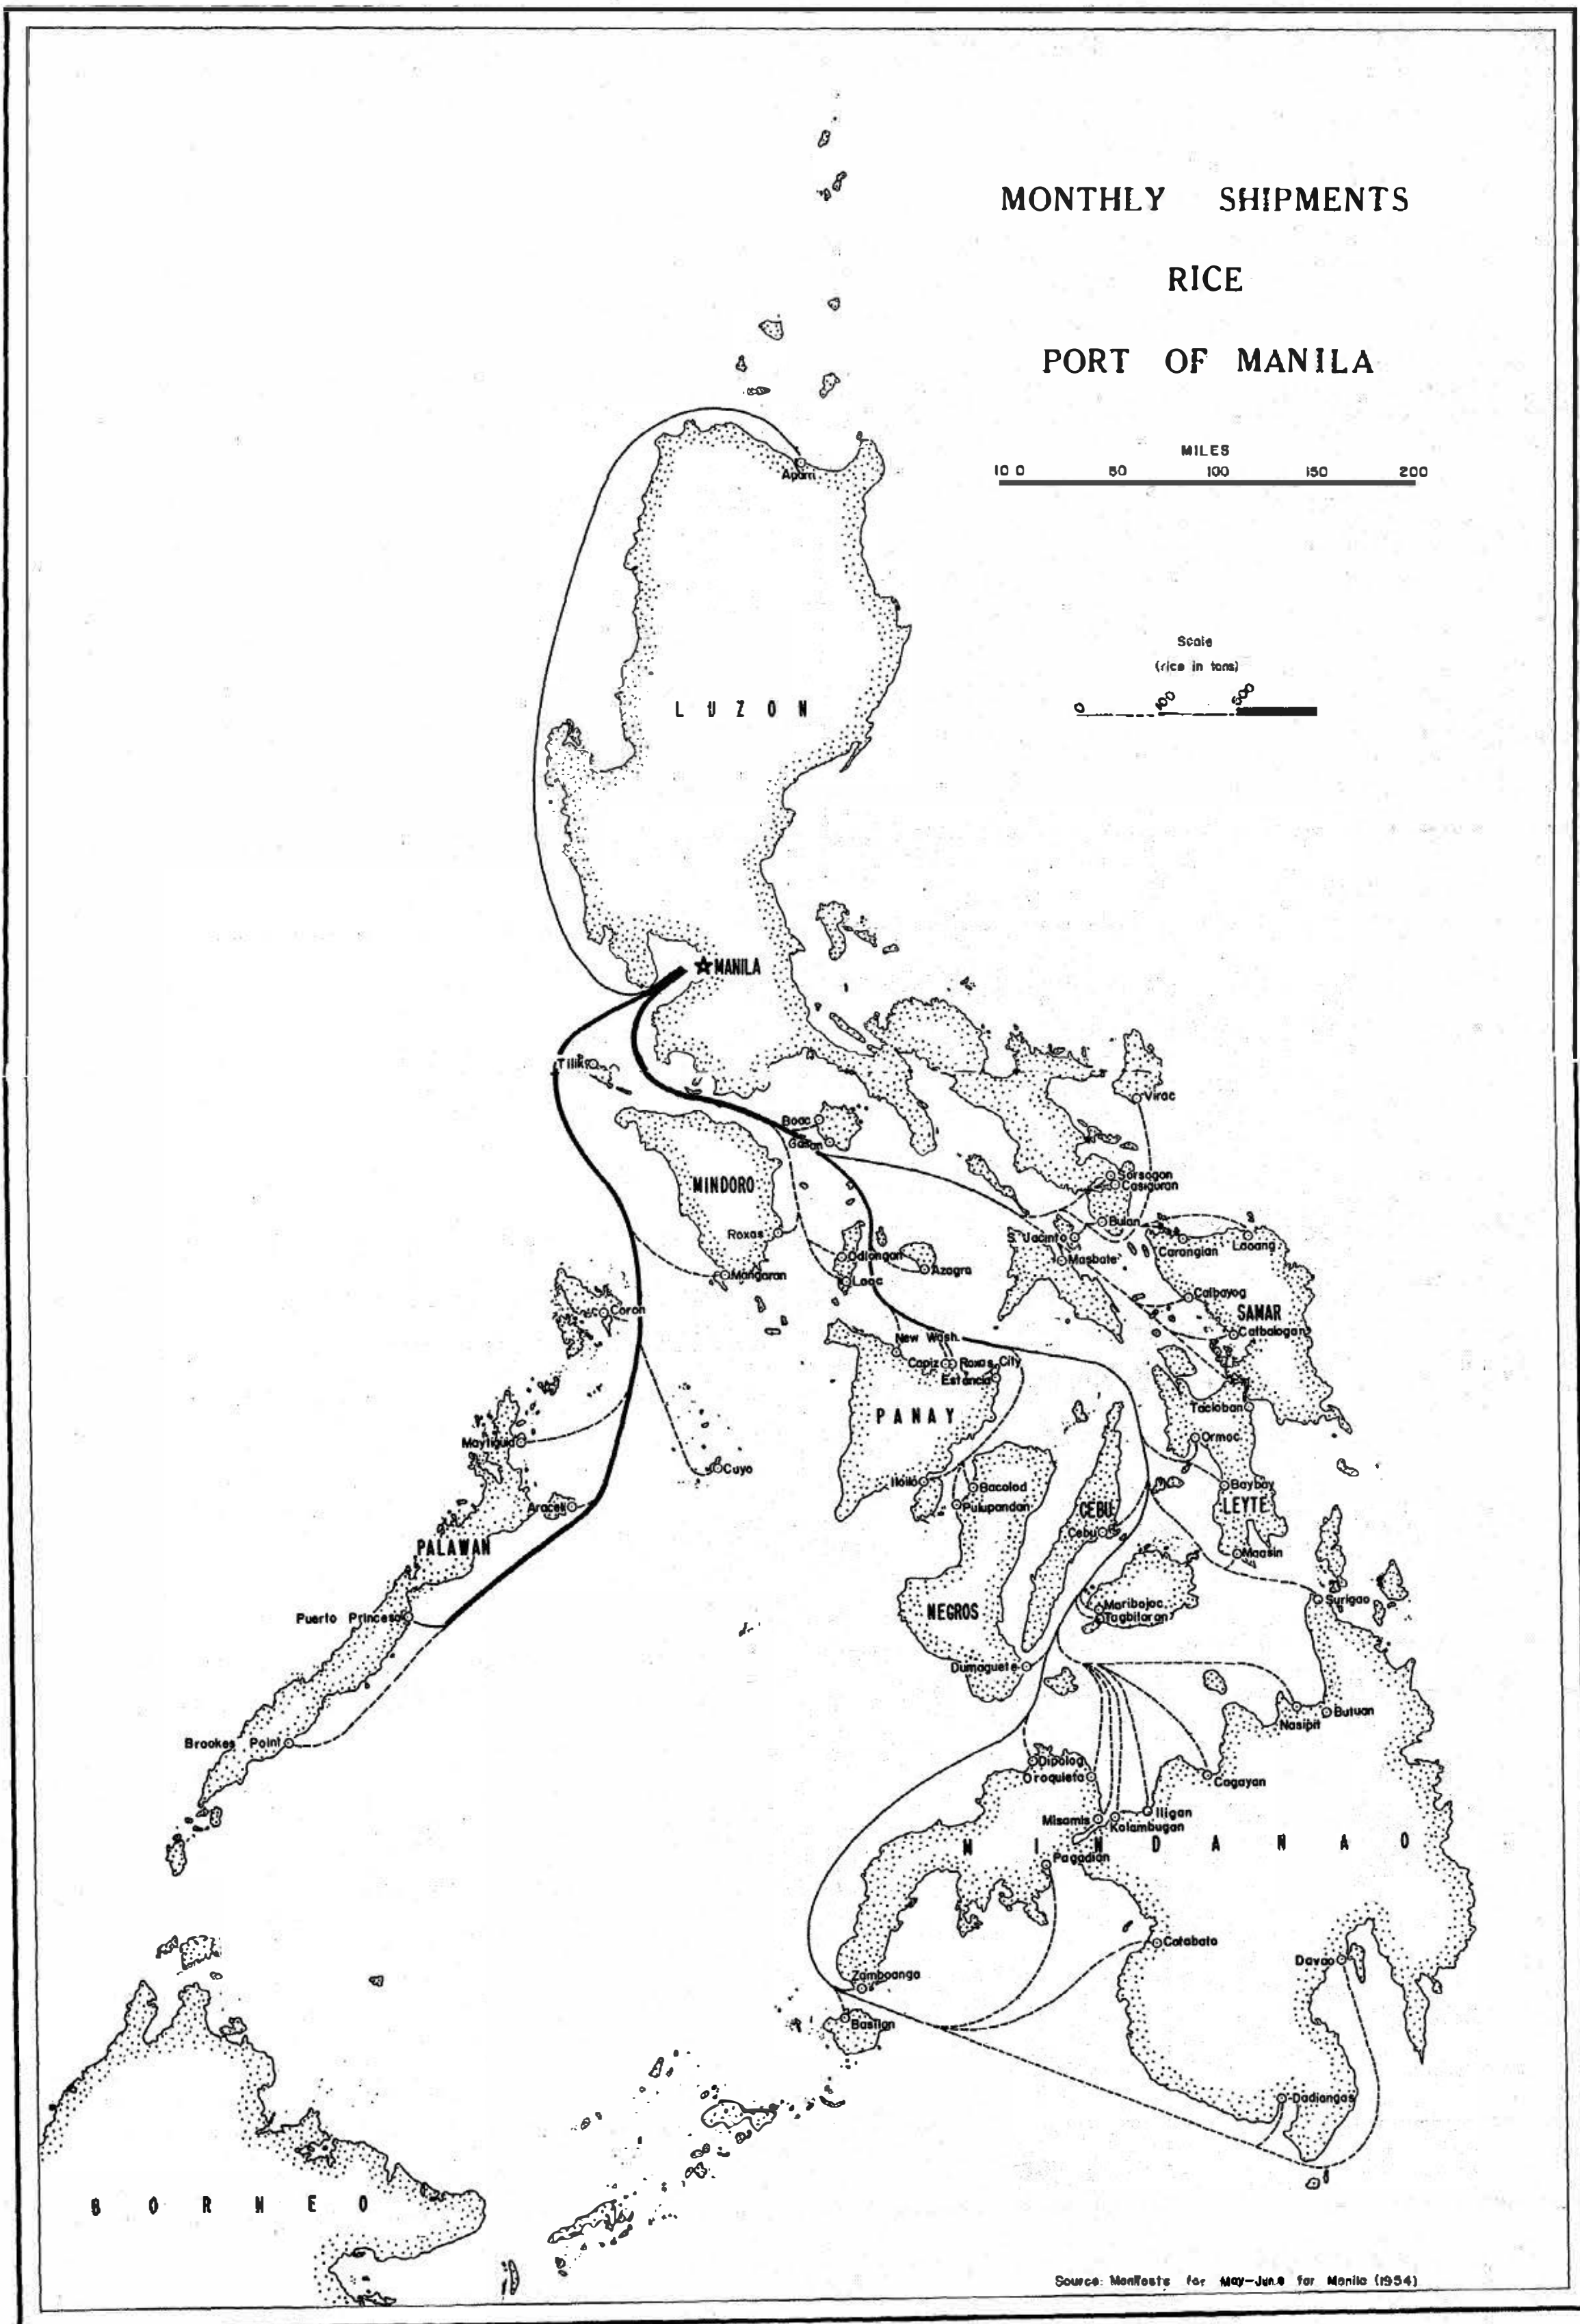 MONTHLY SHIPMENTS
RICE
PORT OF MANILA
MILES
10 0 50 100 150 200
Aparri
Scale
(rice in tons)
0 100 500
LUZON
MANILA
Tilik
Virac
Boac
Gasan
Sorsogon
Casiguran
MINDORO
Bulan
Roxas
S. Jacinto
Carangian
Laoang
Odiongan
Masbate
Mangaran
Azagra
Looc
Calbayog
Coron
SAMAR
Catbalogan
New Wash.
Capiz Roxas City
Estancia
PANAY
Tacloban
Maytiguid
Ormoc
Cuyo
Iloilo
Bacolod
Baybay
Araceli
Pulupandan
CEBU
LEYTE
Cebu
PALAWAN
Maasin
Puerto Princesa
NEGROS
Maribojoc
Tagbilaran
Surigao
Dumaguete
Brookes Point
Nasipit
Butuan
Dipolog
Oroquieta
Cagayan
Misamis
Iligan
Kolambugan
MINDANAO
Pagadian
Cotabato
Davao
Zamboanga
Basilan
Dadiangas
BORNEO
Source: Manifests for May-June for Manila (1954)